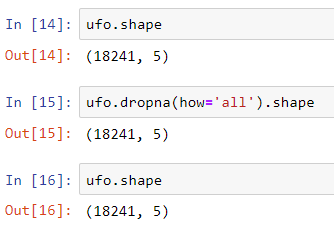 In [14]: ufo.shape
Out[14]: (18241, 5)
In [15]: ufo.dropna(how='all').shape
Out[15]: (18241, 5)
In [16]: ufo.shape
Out[16]: (18241, 5)